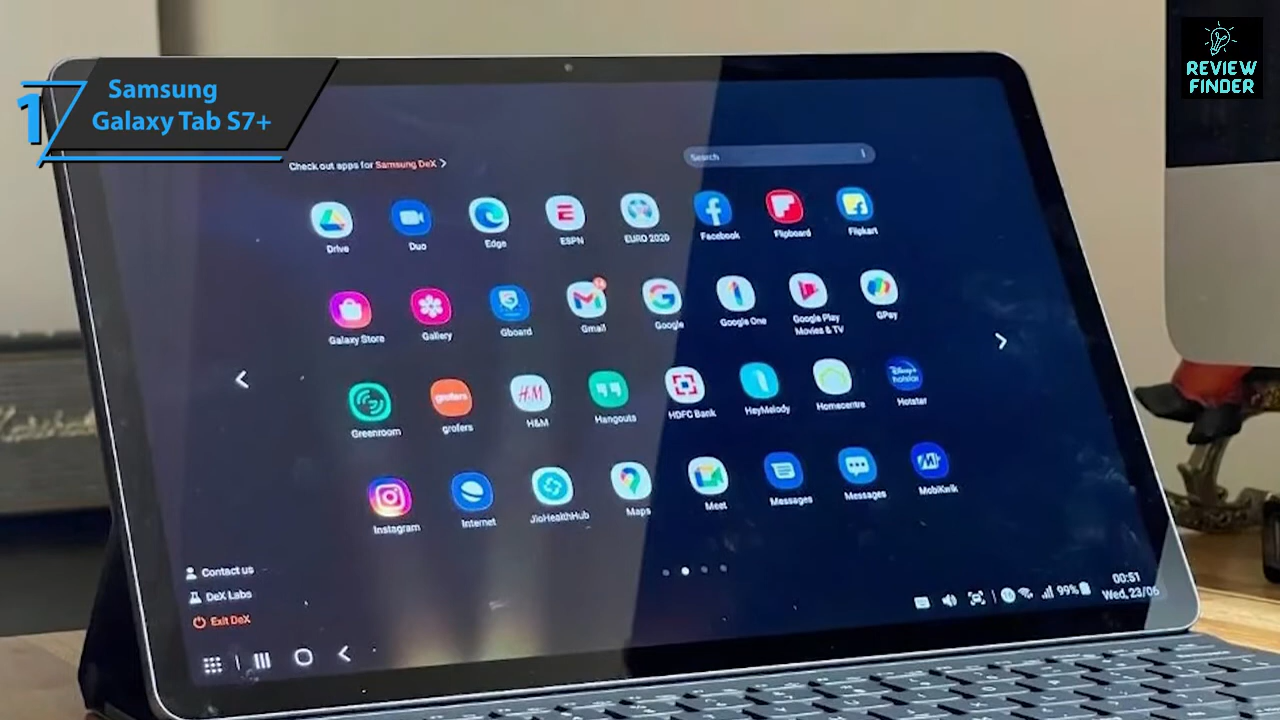 1
Samsung
Galaxy Tab S7+
REVIEW
FINDER
Check out apps for Samsung DeX >
Search
Drive
Duo
Edge
ESPN
EURO 2020
Facebook
Flipboard
Flipkart
Galaxy Store
Gallery
Gboard
Gmail
Google
Google One
Google Play
Movies & TV
GPay
grofers
H&M
Disney+
hotstar
Greenroom
grofers
H&M
Hangouts
HDFC Bank
HeyMelody
Homecentre
Hotstar
Instagram
Internet
JioHealthHub
Maps
Meet
Messages
Messages
MobiKwik
Contact us
DeX Labs
Exit DeX
99%
00:51
Wed, 23/06